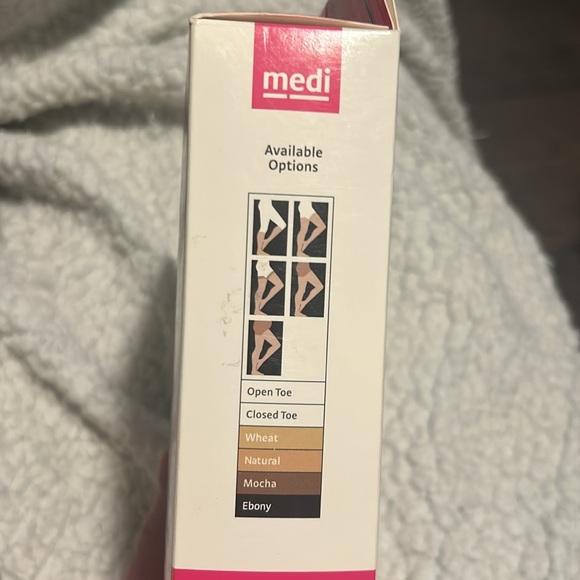 medi
Available
Options
Open Toe
Closed Toe
Wheat
Natural
Mocha
Ebony